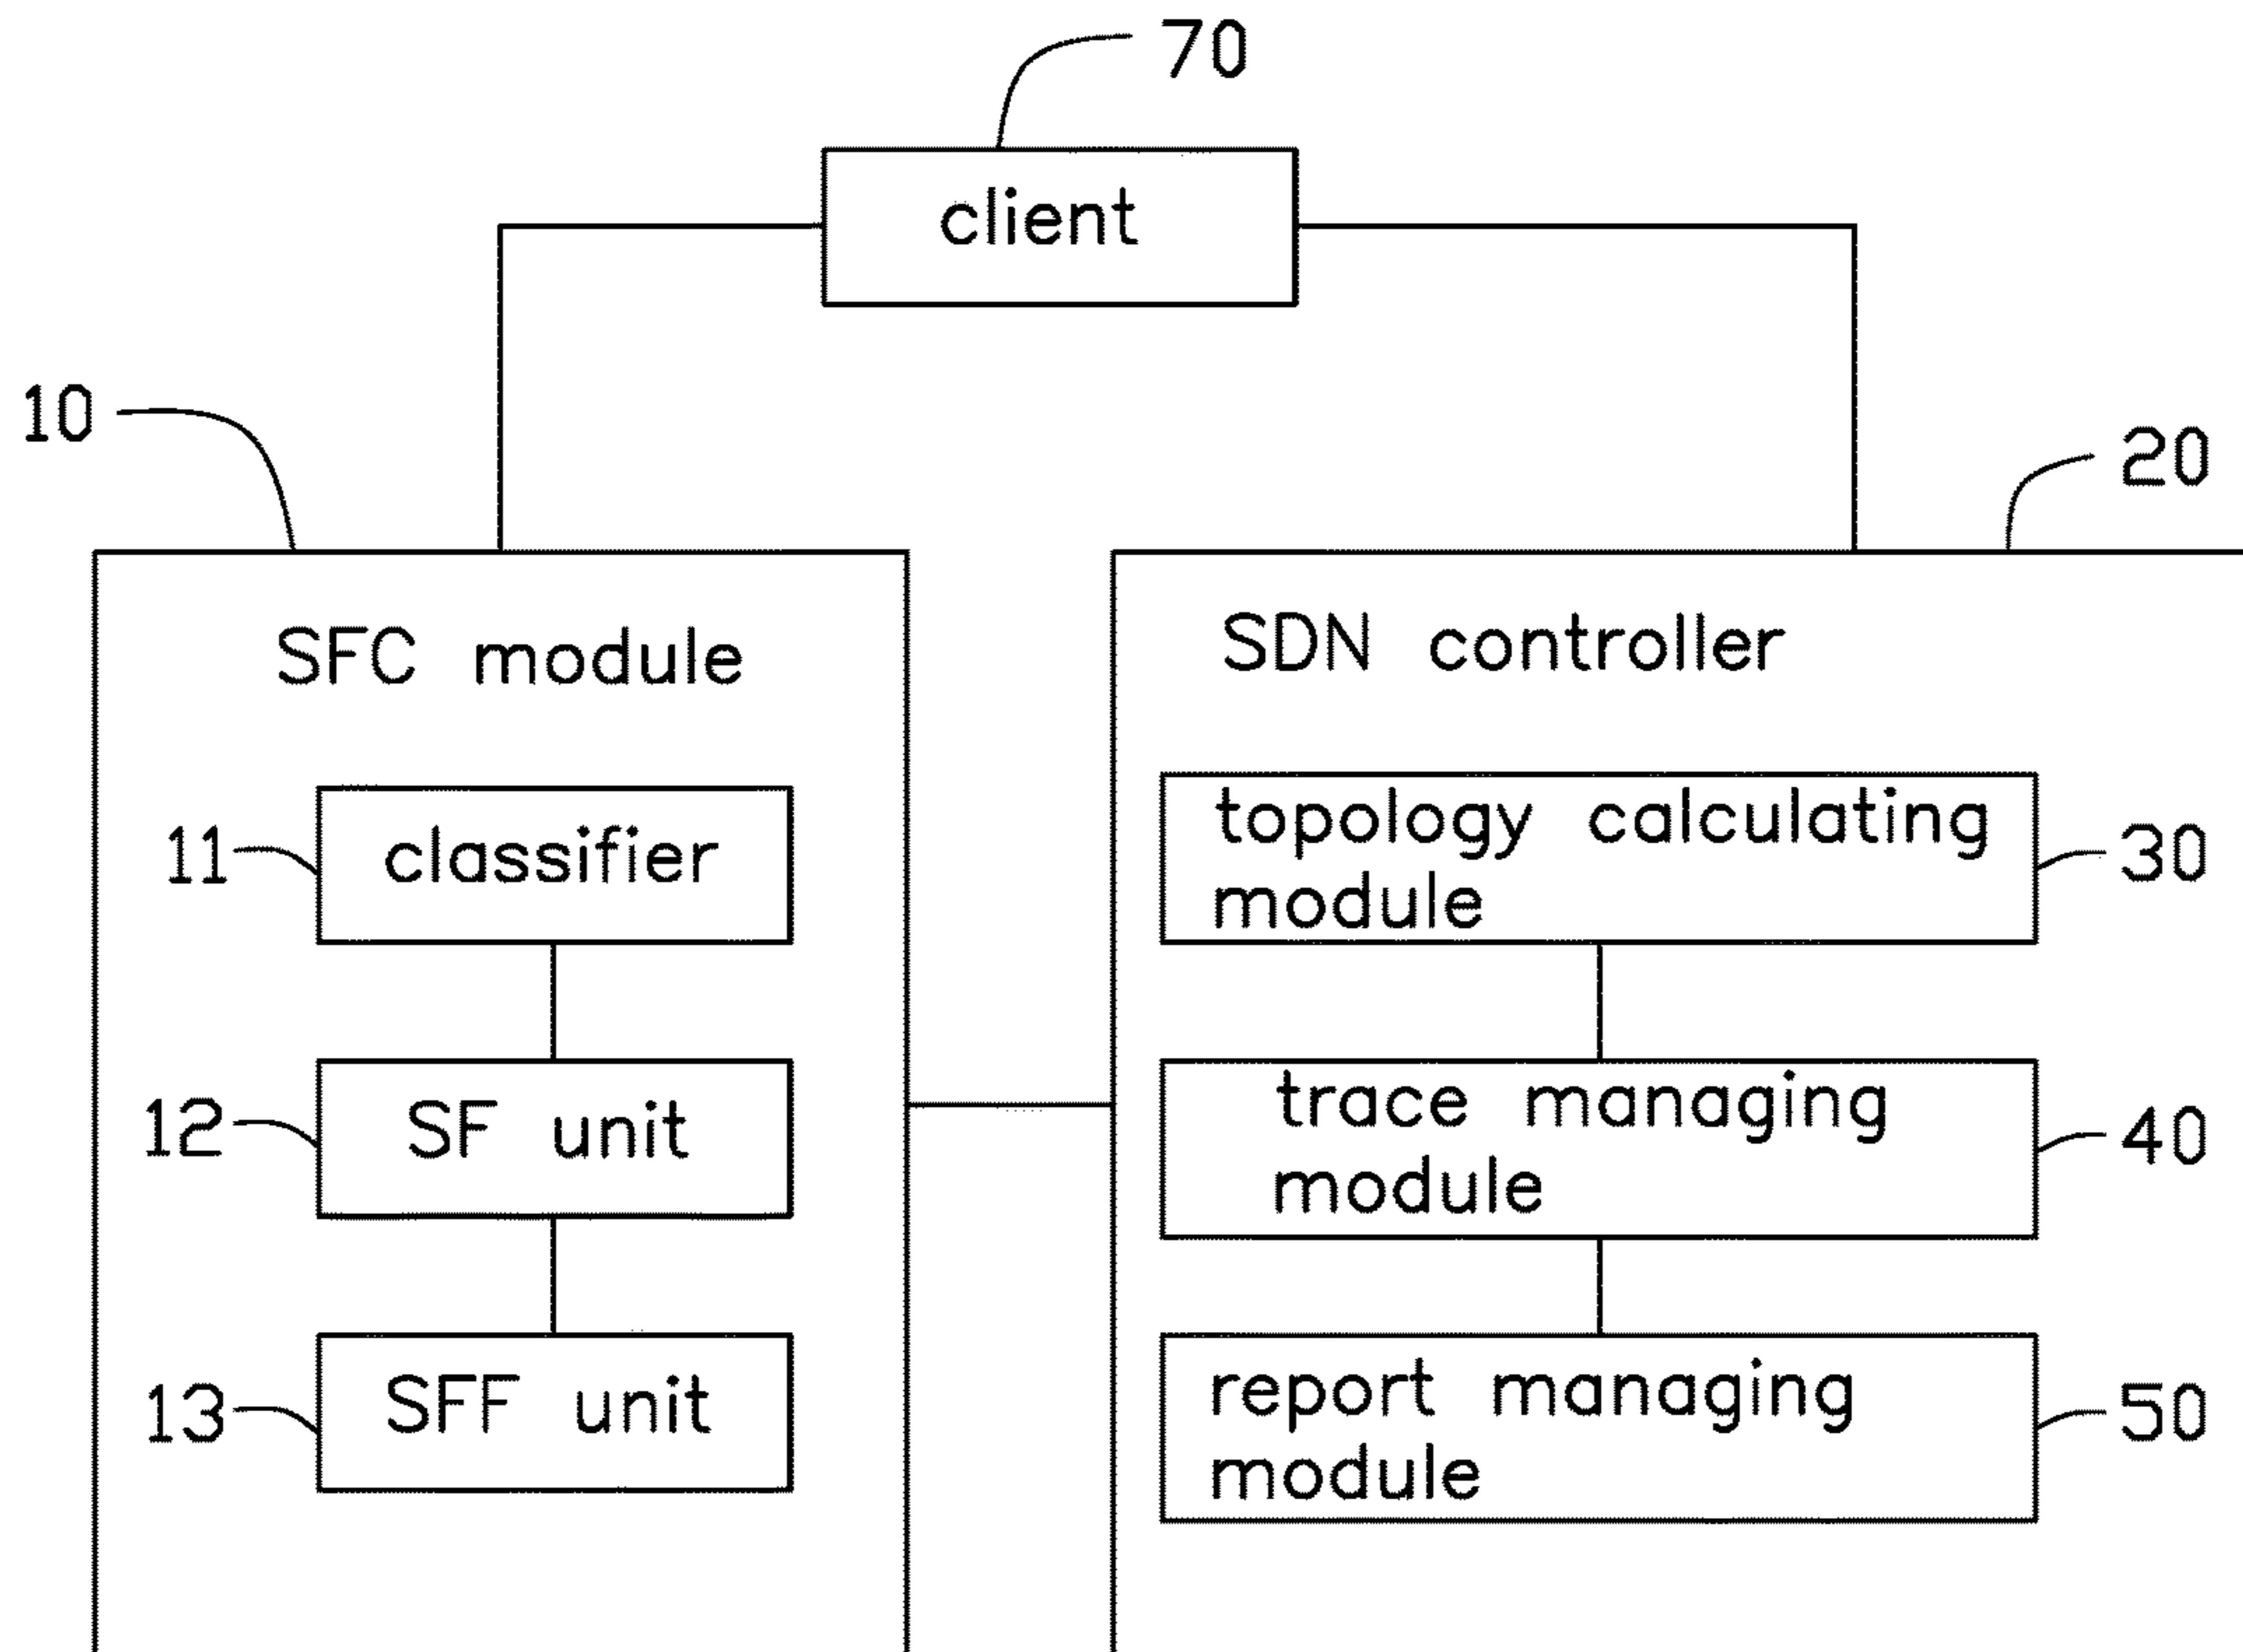 70
client
10
20
SFC module
SDN controller
11
classifier
topology calculating
module
30
12
SF unit
trace managing
module
40
13
SFF unit
report managing
module
50